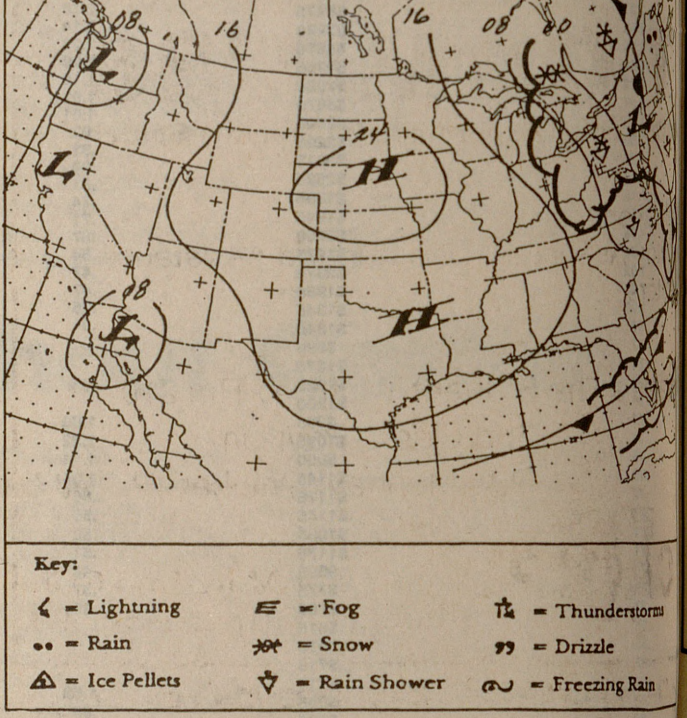 08 16 16 08 00
L
24
L H L
08
L H
Key:
= Lightning = Fog = Thunderstorms
= Rain = Snow = Drizzle
= Ice Pellets = Rain Shower = Freezing Rain